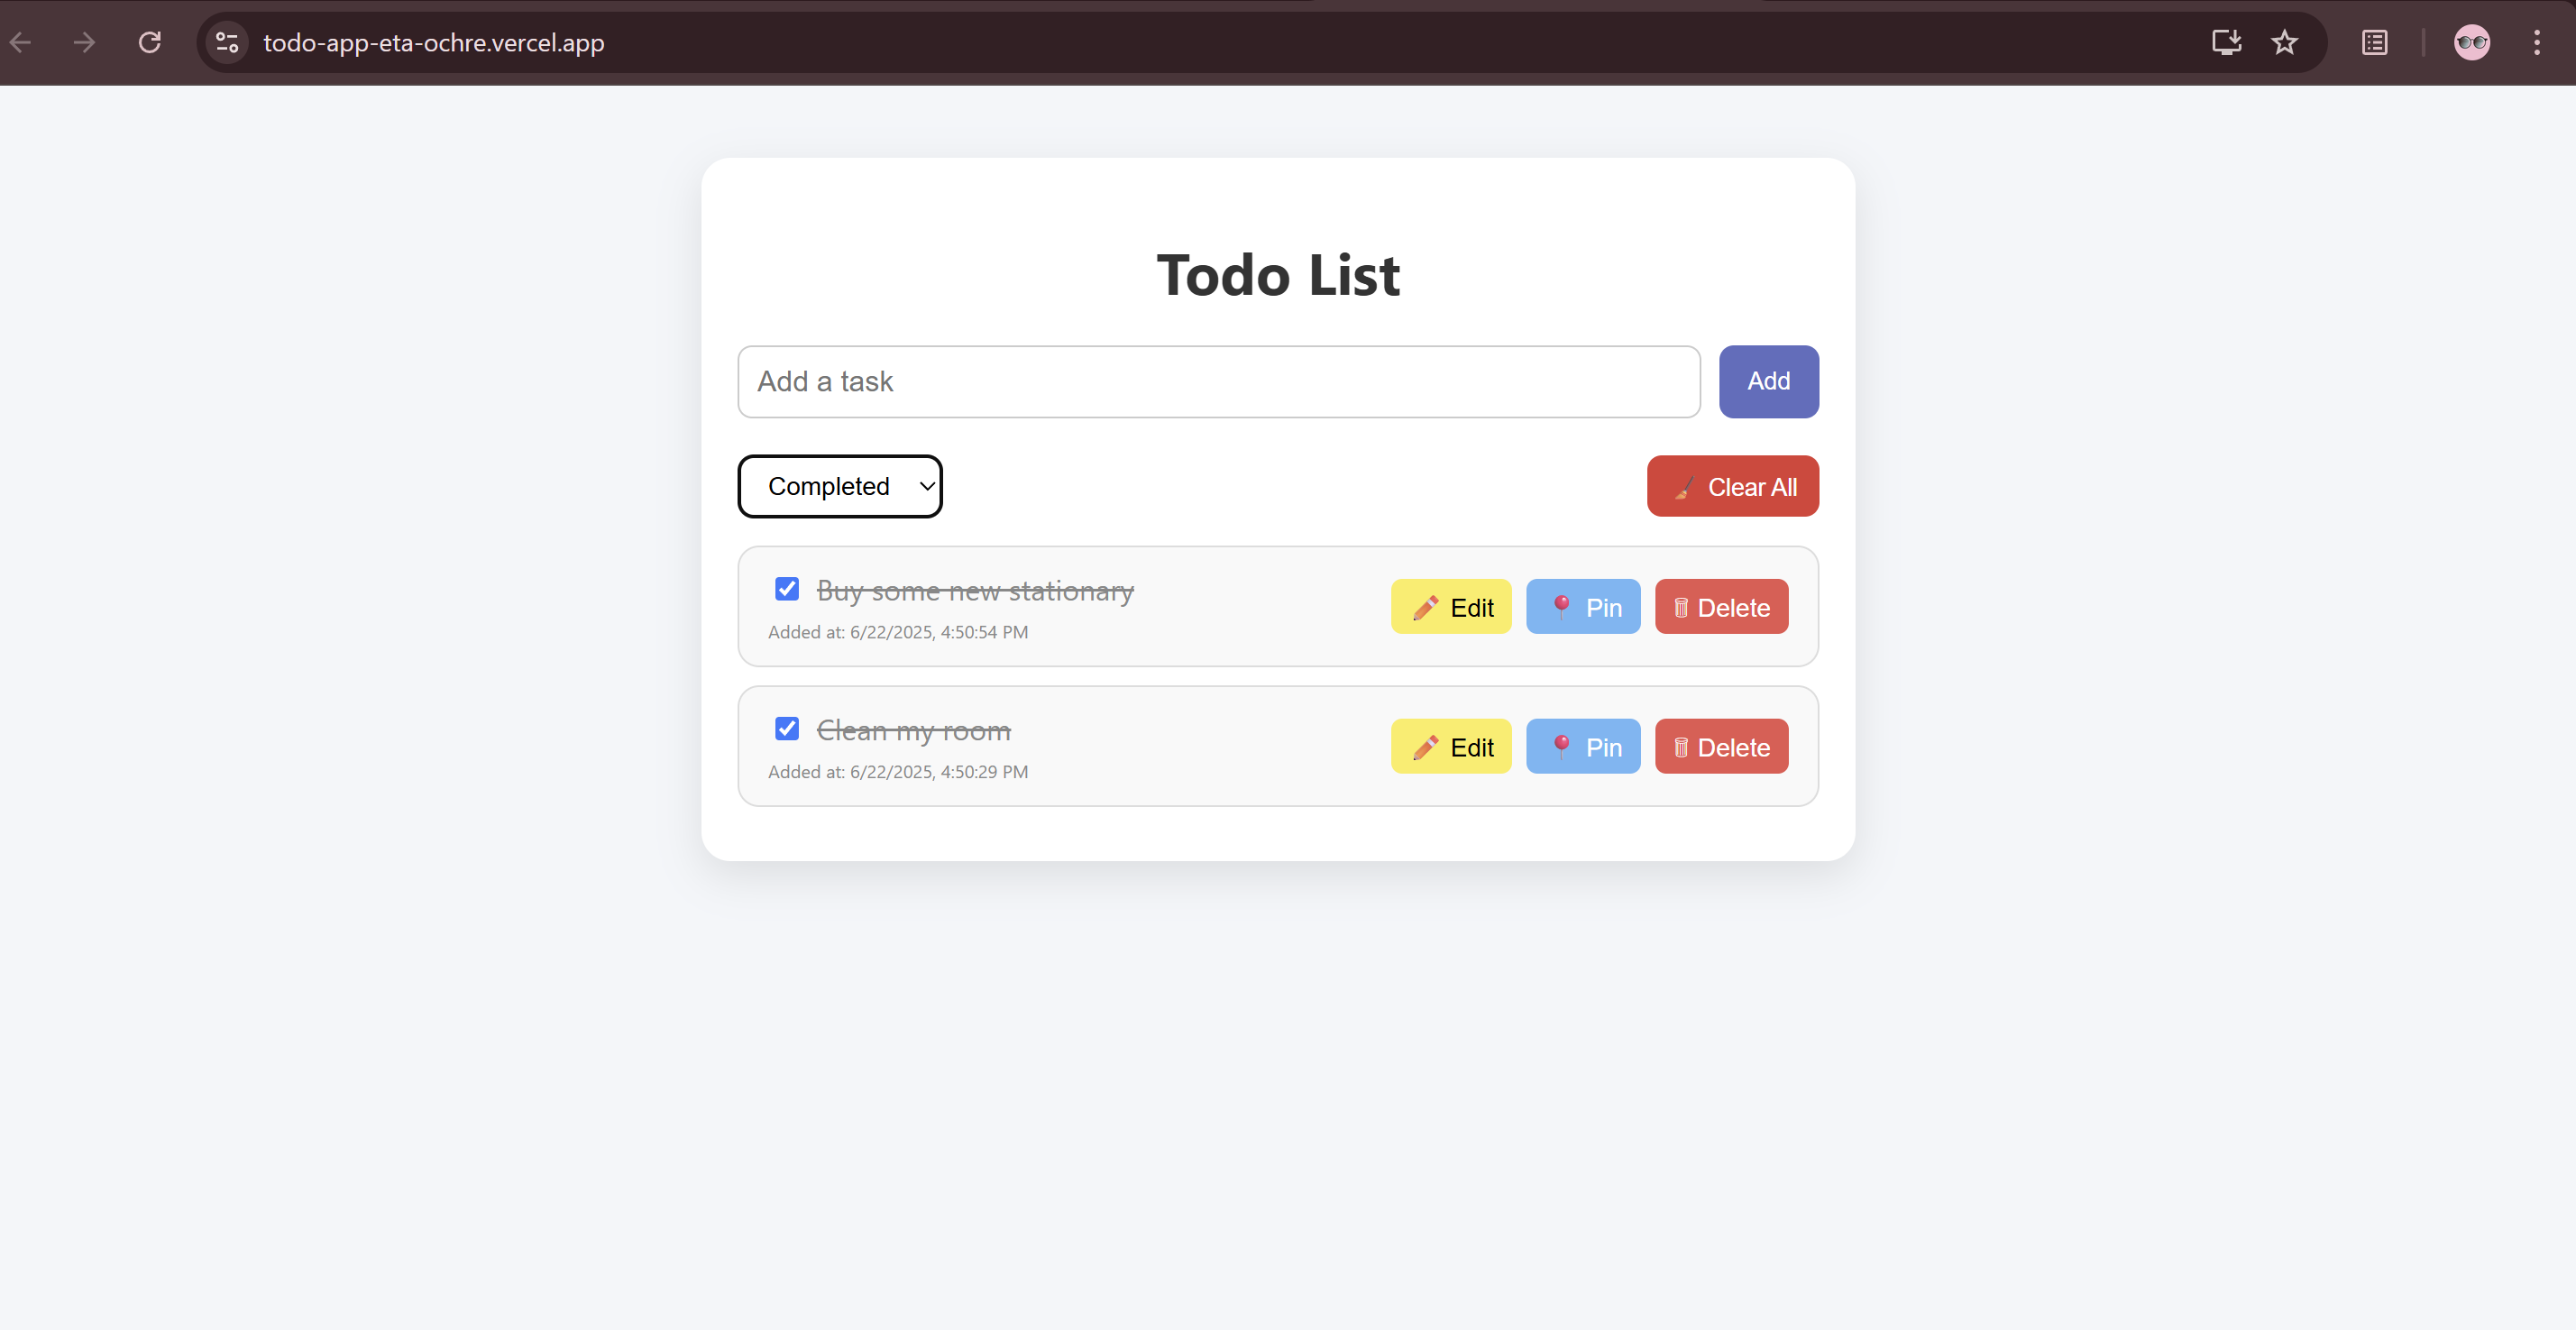 todo-app-eta-ochre.vercel.app
Todo List
Add a task
Add
Completed
Clear All
Buy some new stationary
Edit
Pin
Delete
Added at: 6/22/2025, 4:50:54 PM
Clean my room
Edit
Pin
Delete
Added at: 6/22/2025, 4:50:29 PM